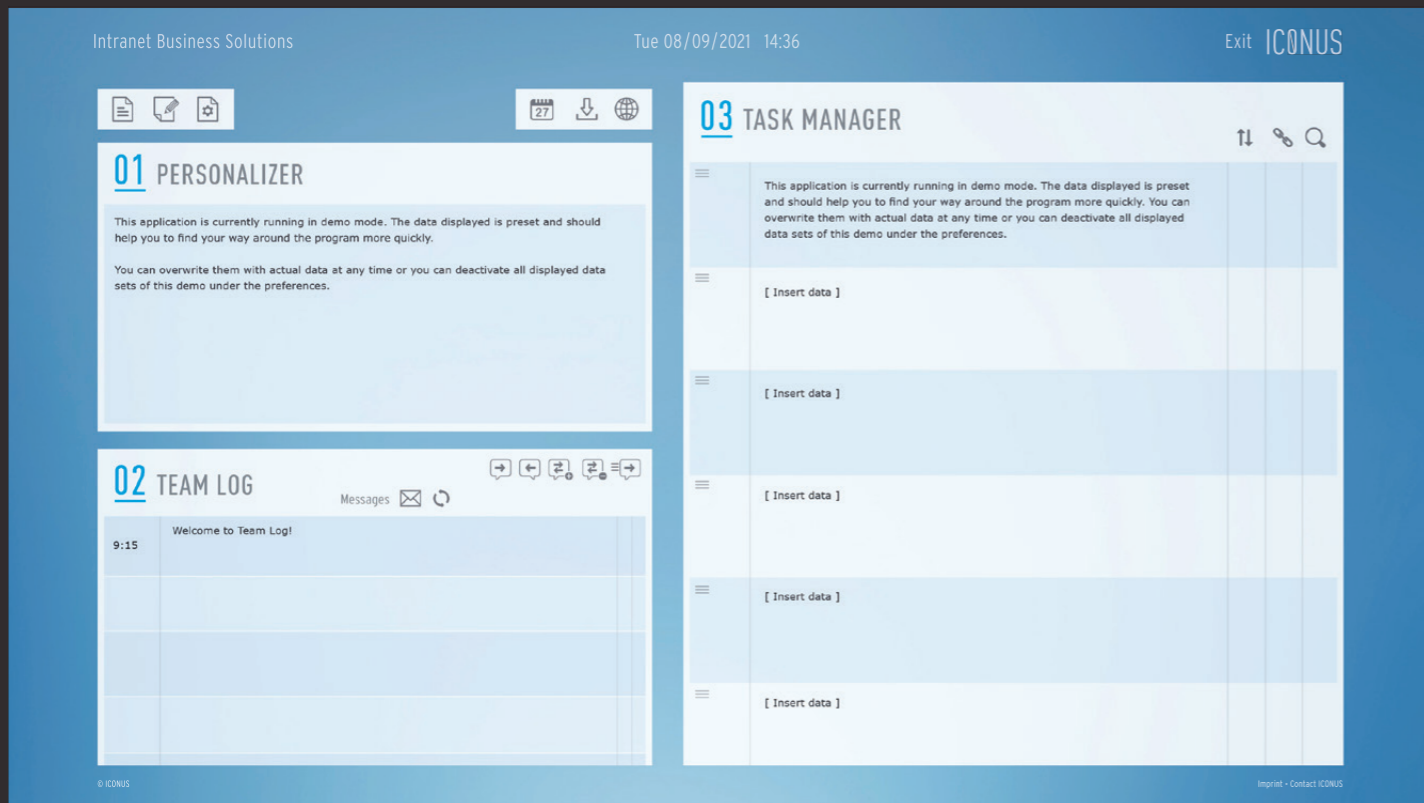 Intranet Business Solutions
Tue 08/09/2021 14:36
Exit ICONUS
27
01 PERSONALIZER
This application is currently running in demo mode. The data displayed is preset and should
help you to find your way around the program more quickly.
You can overwrite them with actual data at any time or you can deactivate all displayed data
sets of this demo under the preferences.
02 TEAM LOG
Messages
9:15
Welcome to Team Log!
03 TASK MANAGER
This application is currently running in demo mode. The data displayed is preset
and should help you to find your way around the program more quickly. You can
overwrite them with actual data at any time or you can deactivate all displayed
data sets of this demo under the preferences.
[ Insert data ]
[ Insert data ]
[ Insert data ]
[ Insert data ]
[ Insert data ]
© ICONUS
Imprint - Contact ICONUS